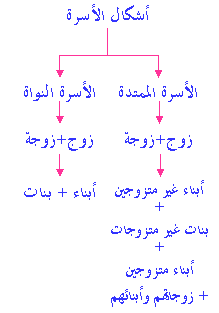 أشكال الأسرة
الأسرة الممتدة
الأسرة النواة
زوج+زوجة
زوج+زوجة
أبناء غير متزوجين
أبناء + بنات
+
بنات غير متزوجات
+
أبناء متزوجين
+ زوجاتهم وأبنائهم